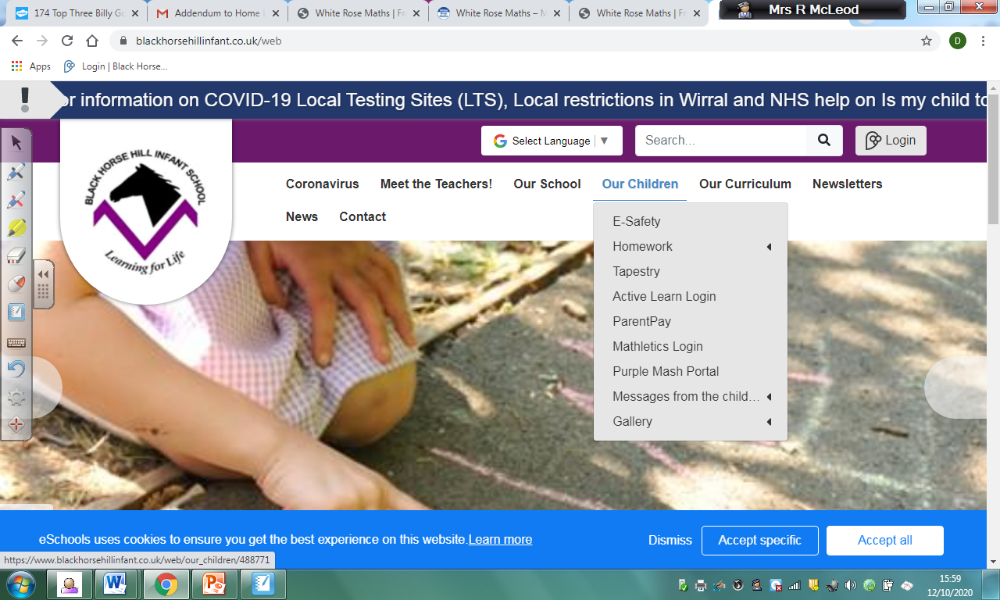 174 Top Three Billy Go
Addendum to Home L
White Rose Maths | Fr
White Rose Maths – M
White Rose Maths | Fr
Mrs R McLeod
blackhorsehillinfant.co.uk/web
D
Apps
Login | Black Horse...
or information on COVID-19 Local Testing Sites (LTS), Local restrictions in Wirral and NHS help on Is my child to
BLACK HORSE HILL INFANT SCHOOL
Learning for Life
Select Language
Search...
Login
Coronavirus Meet the Teachers! Our School Our Children Our Curriculum Newsletters
News Contact
E-Safety
Homework
Tapestry
Active Learn Login
ParentPay
Mathletics Login
Purple Mash Portal
Messages from the child...
Gallery
eSchools uses cookies to ensure you get the best experience on this website.Learn more
Dismiss
Accept specific
Accept all
https://www.blackhorsehillinfant.co.uk/web/our_children/488771
15:59
12/10/2020